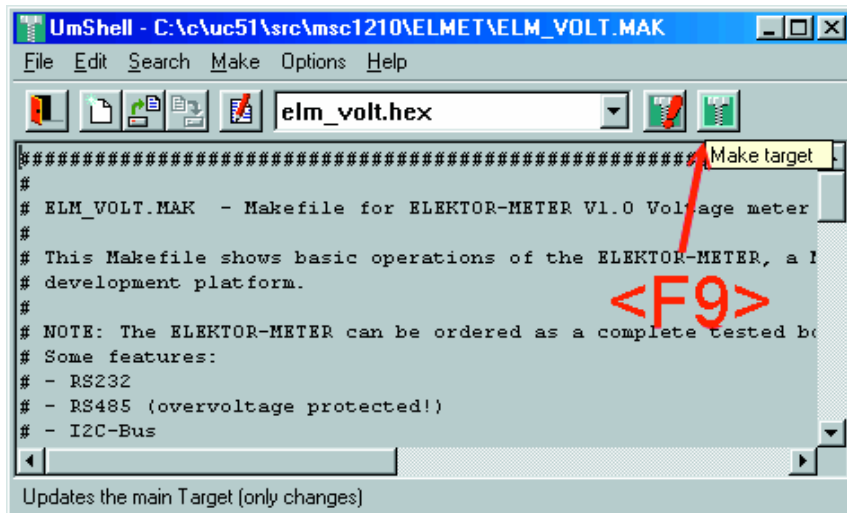 UmShell - C:\c\uc51\src\msc1210\ELMET\ELM_VOLT.MAK
File Edit Search Make Options Help
elm_volt.hex
Make target
########################################################
#
# ELM_VOLT.MAK - Makefile for ELEKTOR-METER V1.0 Voltage meter
#
# This Makefile shows basic operations of the ELEKTOR-METER, a
# development platform.
#
<F9>
# NOTE: The ELEKTOR-METER can be ordered as a complete tested
# Some features:
# - RS232
# - RS485 (overvoltage protected!)
# - I2C-Bus
Updates the main Target (only changes)